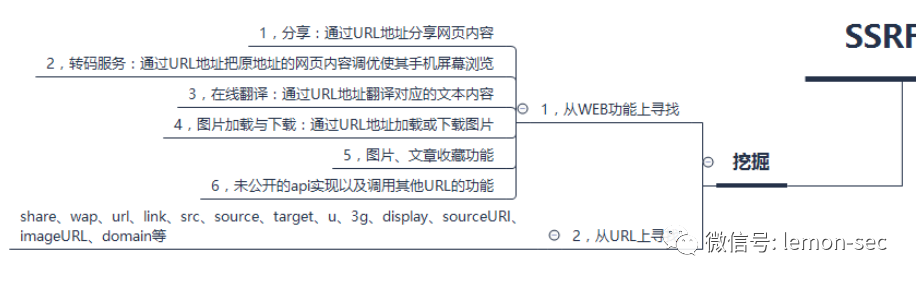 SSRF
挖掘
1，从WEB功能上寻找
1，分享：通过URL地址分享网页内容
2，转码服务：通过URL地址把原地址的网页内容调优使其手机屏幕浏览
3，在线翻译：通过URL地址翻译对应的文本内容
4，图片加载与下载：通过URL地址加载或下载图片
5，图片、文章收藏功能
6，未公开的api实现以及调用其他URL的功能
2，从URL上寻
share、wap、url、link、src、source、target、u、3g、display、sourceURI、
imageURL、domain等
微信号: lemon-sec